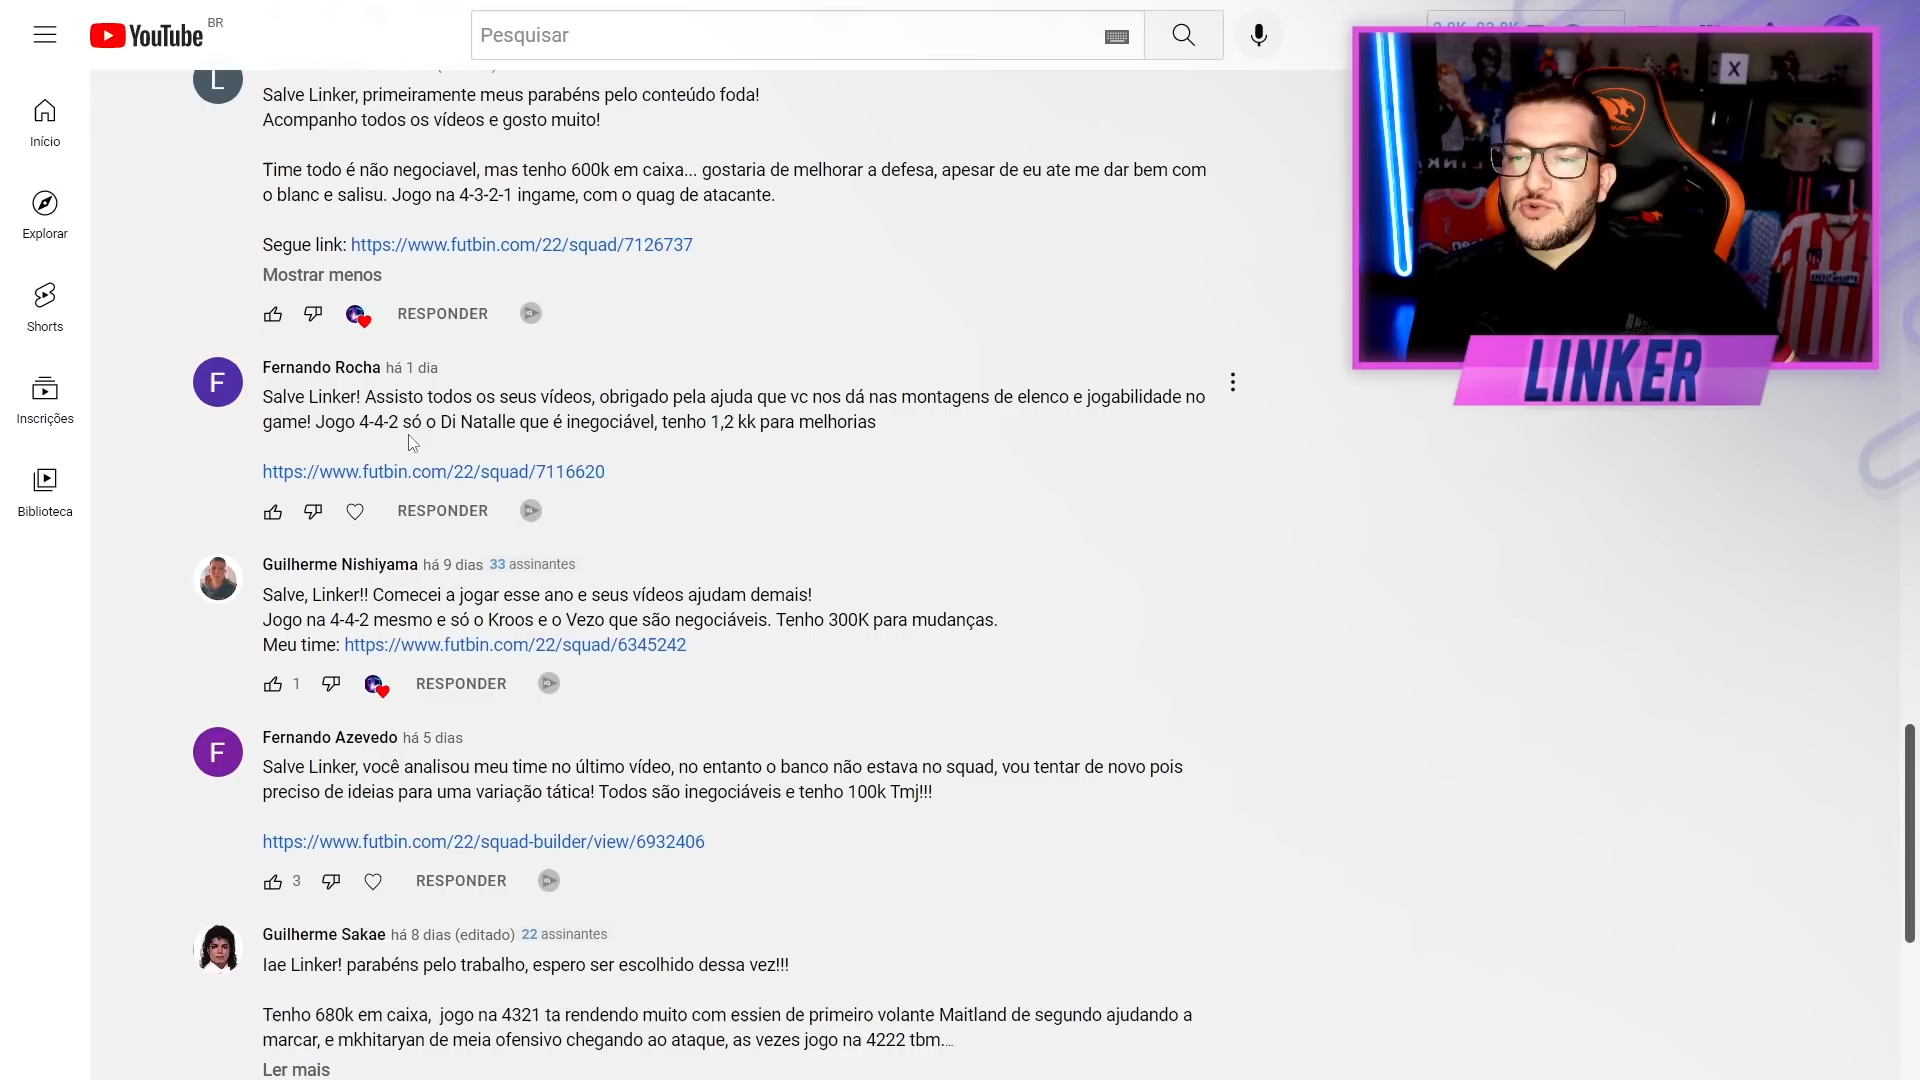 YouTube BR
Pesquisar
X
Salve Linker, primeiramente meus parabéns pelo conteúdo foda!
Acompanho todos os vídeos e gosto muito!
Time todo é não negociavel, mas tenho 600k em caixa... gostaria de melhorar a defesa, apesar de eu ate me dar bem com
o blanc e salisu. Jogo na 4-3-2-1 ingame, com o quag de atacante.
Segue link: https://www.futbin.com/22/squad/7126737
Mostrar menos
RESPONDER
Início
Explorar
Shorts
Inscrições
Biblioteca
LINKER
L
F
Fernando Rocha há 1 dia
Salve Linker! Assisto todos os seus vídeos, obrigado pela ajuda que vc nos dá nas montagens de elenco e jogabilidade no
game! Jogo 4-4-2 só o Di Natalle que é inegociável, tenho 1,2 kk para melhorias
https://www.futbin.com/22/squad/7116620
RESPONDER
Guilherme Nishiyama há 9 dias 33 assinantes
Salve, Linker!! Comecei a jogar esse ano e seus vídeos ajudam demais!
Jogo na 4-4-2 mesmo e só o Kroos e o Vezo que são negociáveis. Tenho 300K para mudanças.
Meu time: https://www.futbin.com/22/squad/6345242
1 RESPONDER
F
Fernando Azevedo há 5 dias
Salve Linker, você analisou meu time no último vídeo, no entanto o banco não estava no squad, vou tentar de novo pois
preciso de ideias para uma variação tática! Todos são inegociáveis e tenho 100k Tmj!!!
https://www.futbin.com/22/squad-builder/view/6932406
3 RESPONDER
Guilherme Sakae há 8 dias (editado) 22 assinantes
Iae Linker! parabéns pelo trabalho, espero ser escolhido dessa vez!!!
Tenho 680k em caixa, jogo na 4321 ta rendendo muito com essien de primeiro volante Maitland de segundo ajudando a
marcar, e mkhitaryan de meia ofensivo chegando ao ataque, as vezes jogo na 4222 tbm....
Ler mais